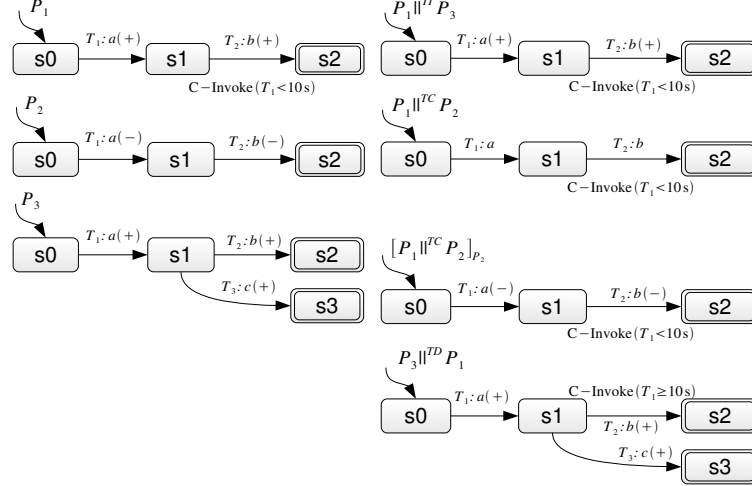 P₁
T₁:a(+) T₂:b(+)
s0 s1 s2
C−Invoke(T₁<10s)
P₂
T₁:a(−) T₂:b(−)
s0 s1 s2
P₃
T₁:a(+) T₂:b(+)
s0 s1 s2
T₃:c(+)
s3
P₁||ᵀᴵ P₃
T₁:a(+) T₂:b(+)
s0 s1 s2
C−Invoke(T₁<10s)
P₁||ᵀᶜ P₂
T₁:a T₂:b
s0 s1 s2
C−Invoke(T₁<10s)
[P₁||ᵀᶜ P₂]P₂
T₁:a(−) T₂:b(−)
s0 s1 s2
C−Invoke(T₁<10s)
P₃||ᵀᴰ P₁
C−Invoke(T₁≥10s)
T₁:a(+)
s0 s1 s2
T₂:b(+)
T₃:c(+)
s3